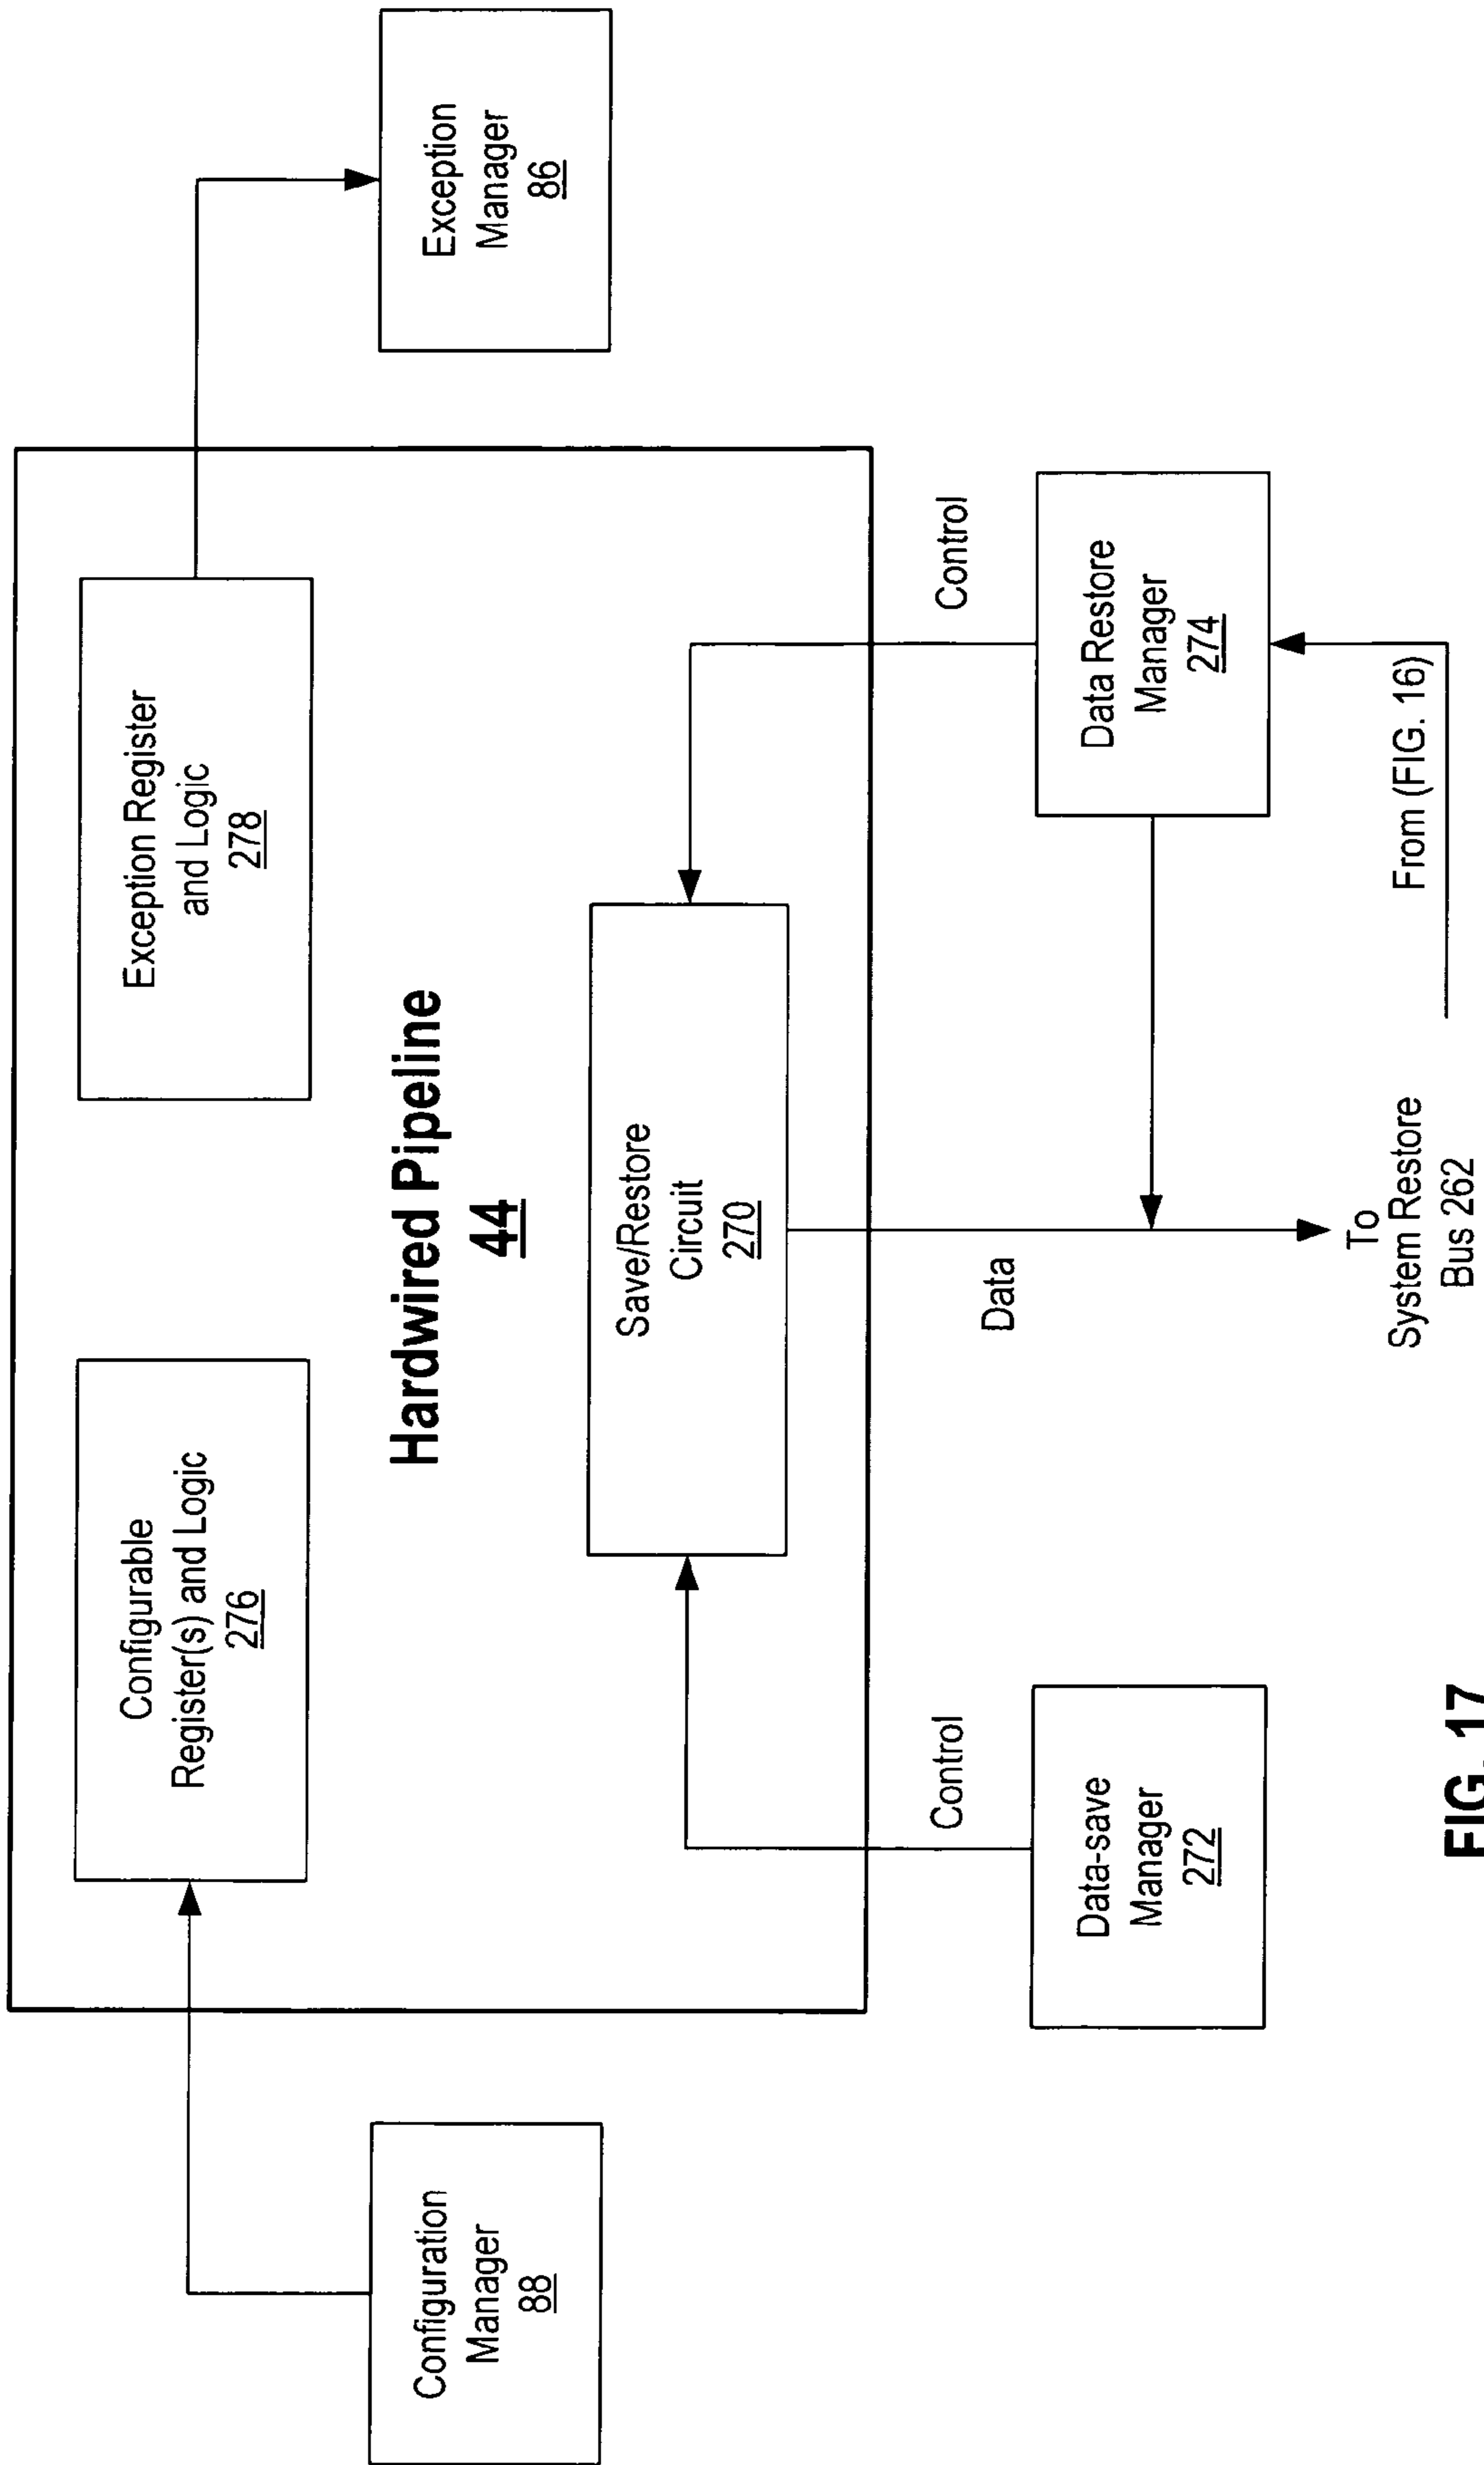 Configuration
Manager
88
Configurable
Register(s) and Logic
276
Exception Register
and Logic
278
Exception
Manager
86
Hardwired Pipeline
44
Save/Restore
Circuit
270
Control
Data
Control
Data-save
Manager
272
Data Restore
Manager
274
To
System Restore
Bus 262
From (FIG. 16)
FIG. 17